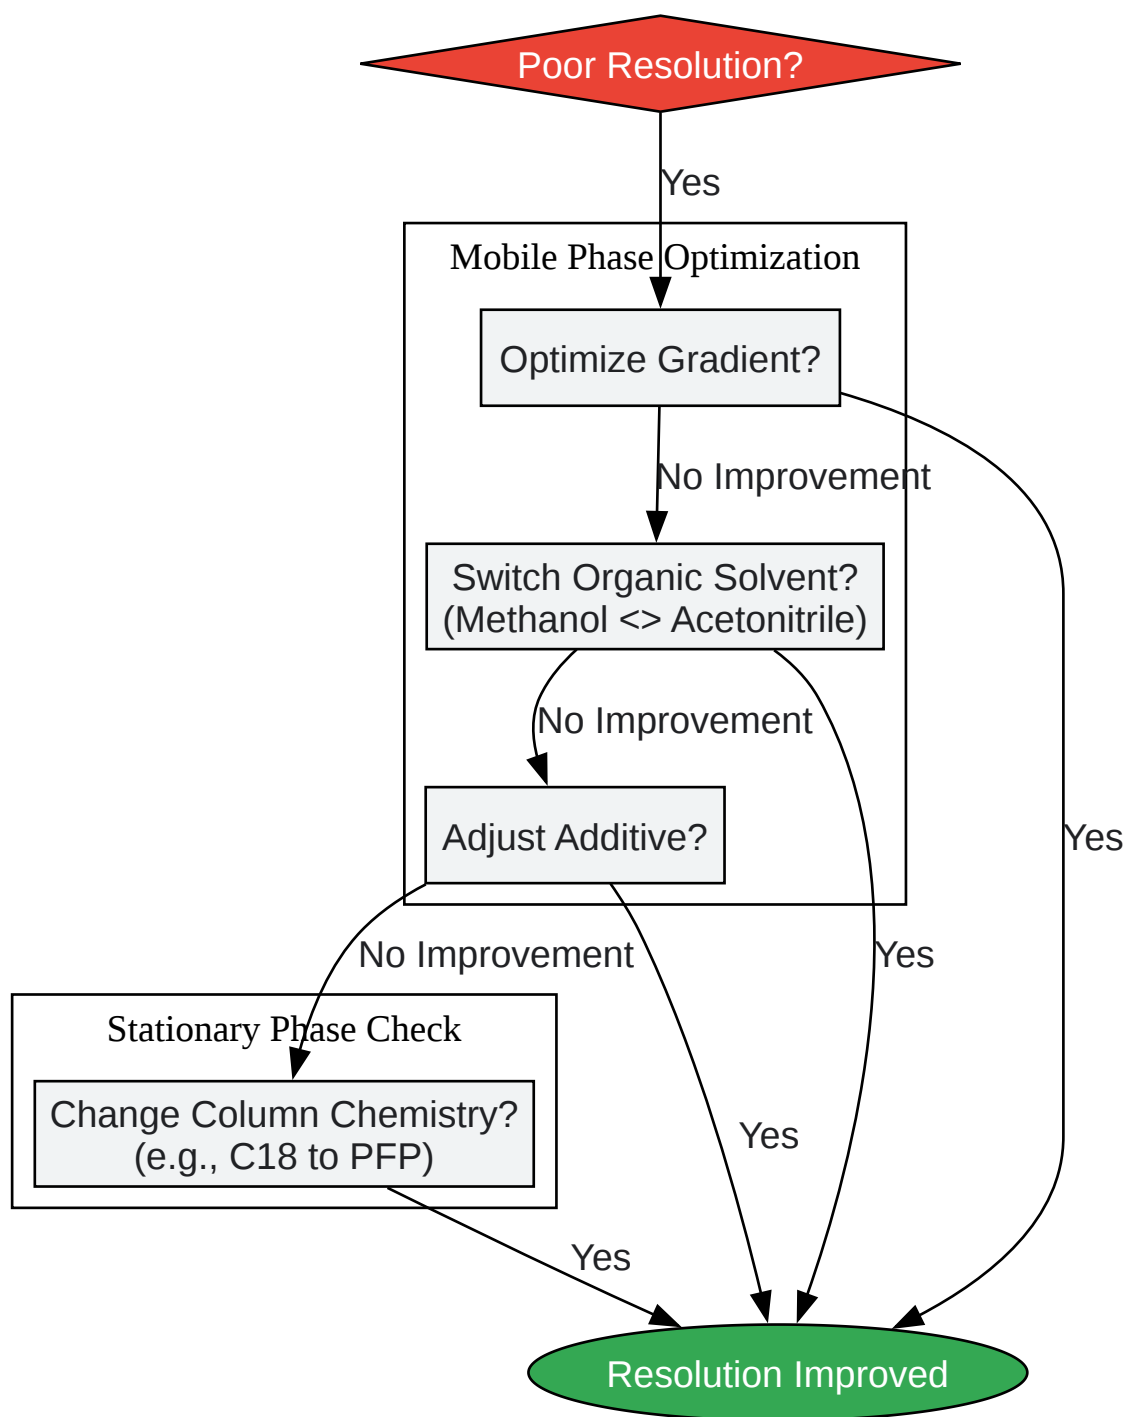 Poor Resolution?
Yes
Mobile Phase Optimization
Optimize Gradient?
No Improvement
Switch Organic Solvent?
(Methanol <> Acetonitrile)
No Improvement
Adjust Additive?
Yes
No Improvement
Yes
Stationary Phase Check
Change Column Chemistry?
(e.g., C18 to PFP)
Yes
Yes
Resolution Improved